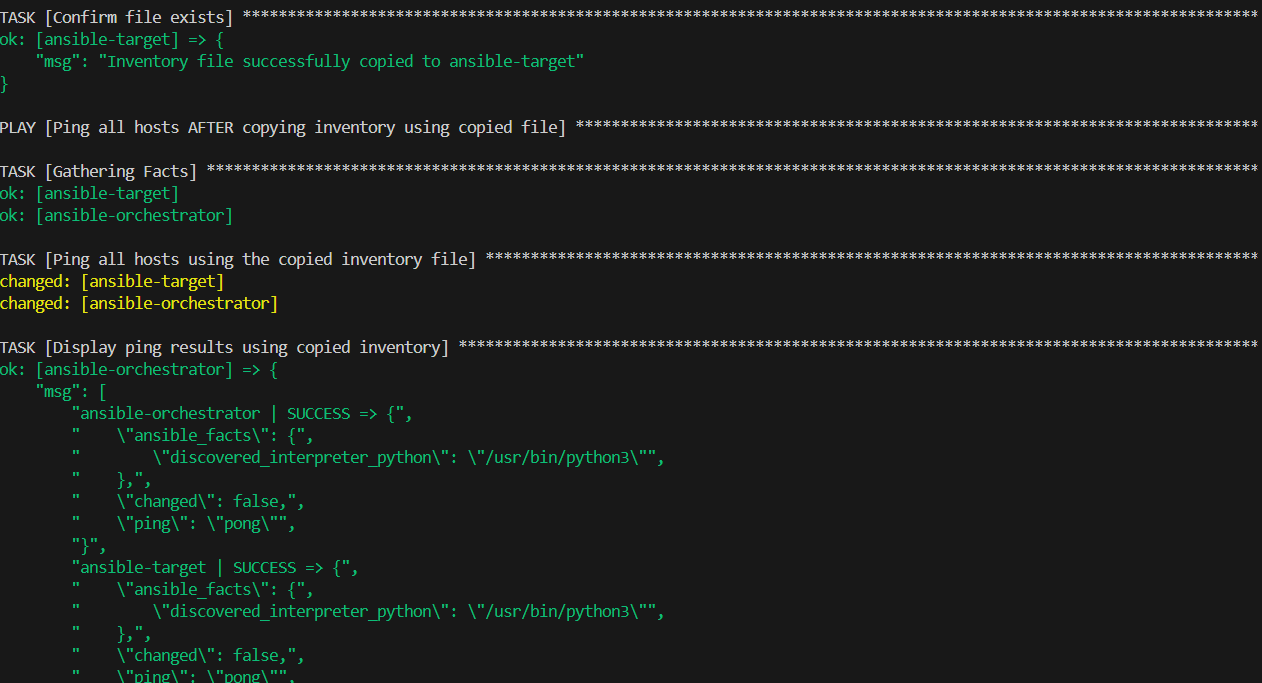 TASK [Confirm file exists] *****************************************************************************************************************
ok: [ansible-target] => {
    "msg": "Inventory file successfully copied to ansible-target"
}
PLAY [Ping all hosts AFTER copying inventory using copied file] ****************************************************************************
TASK [Gathering Facts] *********************************************************************************************************************
ok: [ansible-target]
ok: [ansible-orchestrator]
TASK [Ping all hosts using the copied inventory file] **************************************************************************************
changed: [ansible-target]
changed: [ansible-orchestrator]
TASK [Display ping results using copied inventory] *****************************************************************************************
ok: [ansible-orchestrator] => {
    "msg": [
        "ansible-orchestrator | SUCCESS => {",
        "    \"ansible_facts\": {",
        "        \"discovered_interpreter_python\": \"/usr/bin/python3\"",
        "    },",
        "    \"changed\": false,",
        "    \"ping\": \"pong\"",
        "}",
        "ansible-target | SUCCESS => {",
        "    \"ansible_facts\": {",
        "        \"discovered_interpreter_python\": \"/usr/bin/python3\"",
        "    },",
        "    \"changed\": false,",
        "    \"ping\": \"pong\"",